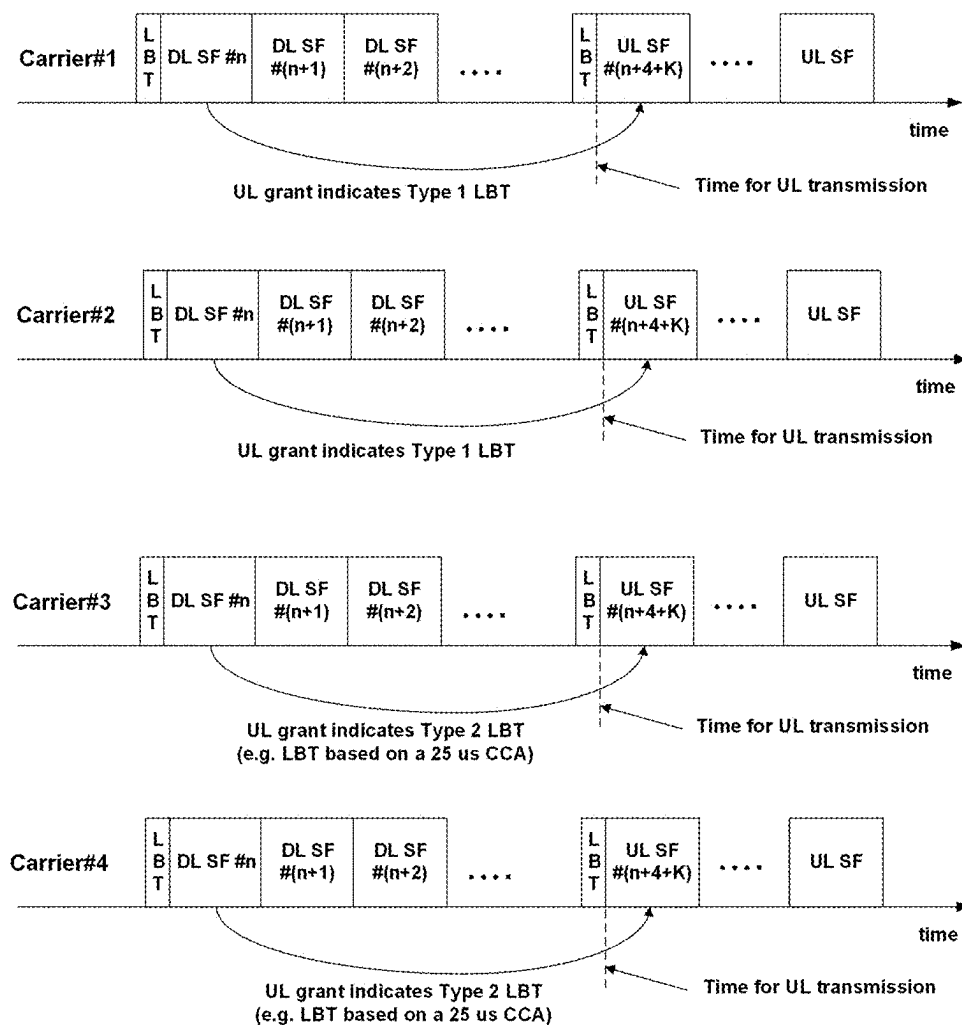 Carrier#1
L
B
T
DL SF #n
DL SF
#(n+1)
DL SF
#(n+2)
....
L
B
T
UL SF
#(n+4+K)
....
UL SF
time
UL grant indicates Type 1 LBT
Time for UL transmission
Carrier#2
L
B
T
DL SF #n
DL SF
#(n+1)
DL SF
#(n+2)
....
L
B
T
UL SF
#(n+4+K)
....
UL SF
time
UL grant indicates Type 1 LBT
Time for UL transmission
Carrier#3
L
B
T
DL SF #n
DL SF
#(n+1)
DL SF
#(n+2)
....
L
B
T
UL SF
#(n+4+K)
....
UL SF
time
UL grant indicates Type 2 LBT
(e.g. LBT based on a 25 us CCA)
Time for UL transmission
Carrier#4
L
B
T
DL SF #n
DL SF
#(n+1)
DL SF
#(n+2)
....
L
B
T
UL SF
#(n+4+K)
....
UL SF
time
UL grant indicates Type 2 LBT
(e.g. LBT based on a 25 us CCA)
Time for UL transmission